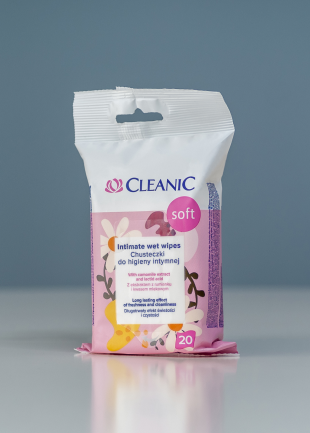 CLEANIC
soft
Intimate wet wipes
Chusteczki
do higieny intymnej
With camomile extract
and lactic acid
Z ekstraktem z rumianku
i kwasem mlekowym
Long lasting effect
of freshness and cleanliness
Długotrwały efekt świeżości
i czystości
20